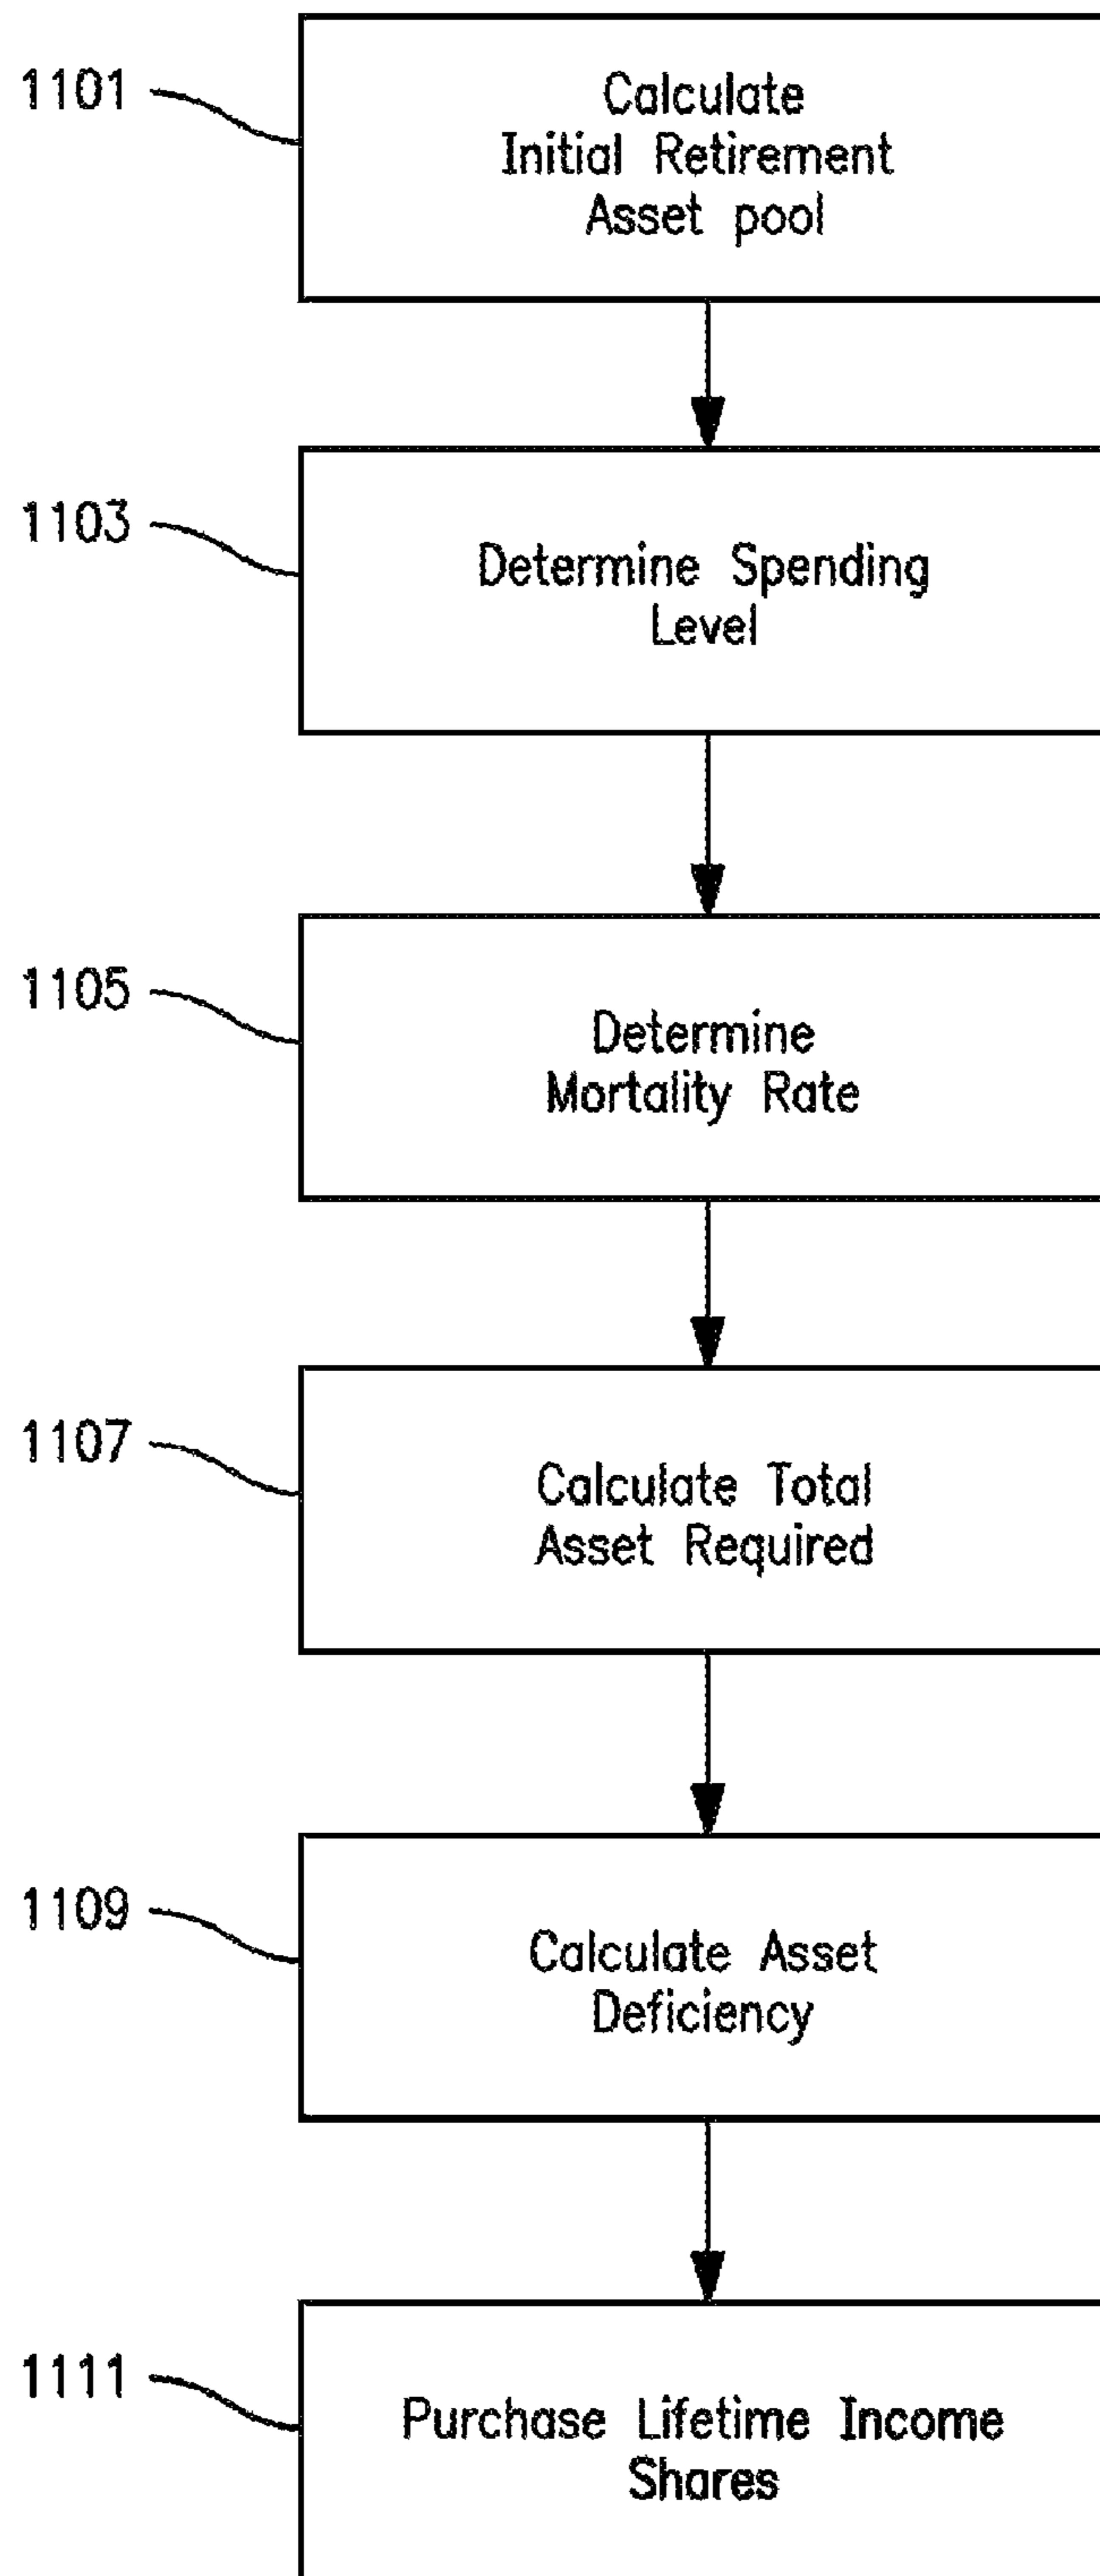 1101
Calculate
Initial Retirement
Asset pool
1103
Determine Spending
Level
1105
Determine
Mortality Rate
1107
Calculate Total
Asset Required
1109
Calculate Asset
Deficiency
1111
Purchase Lifetime Income
Shares